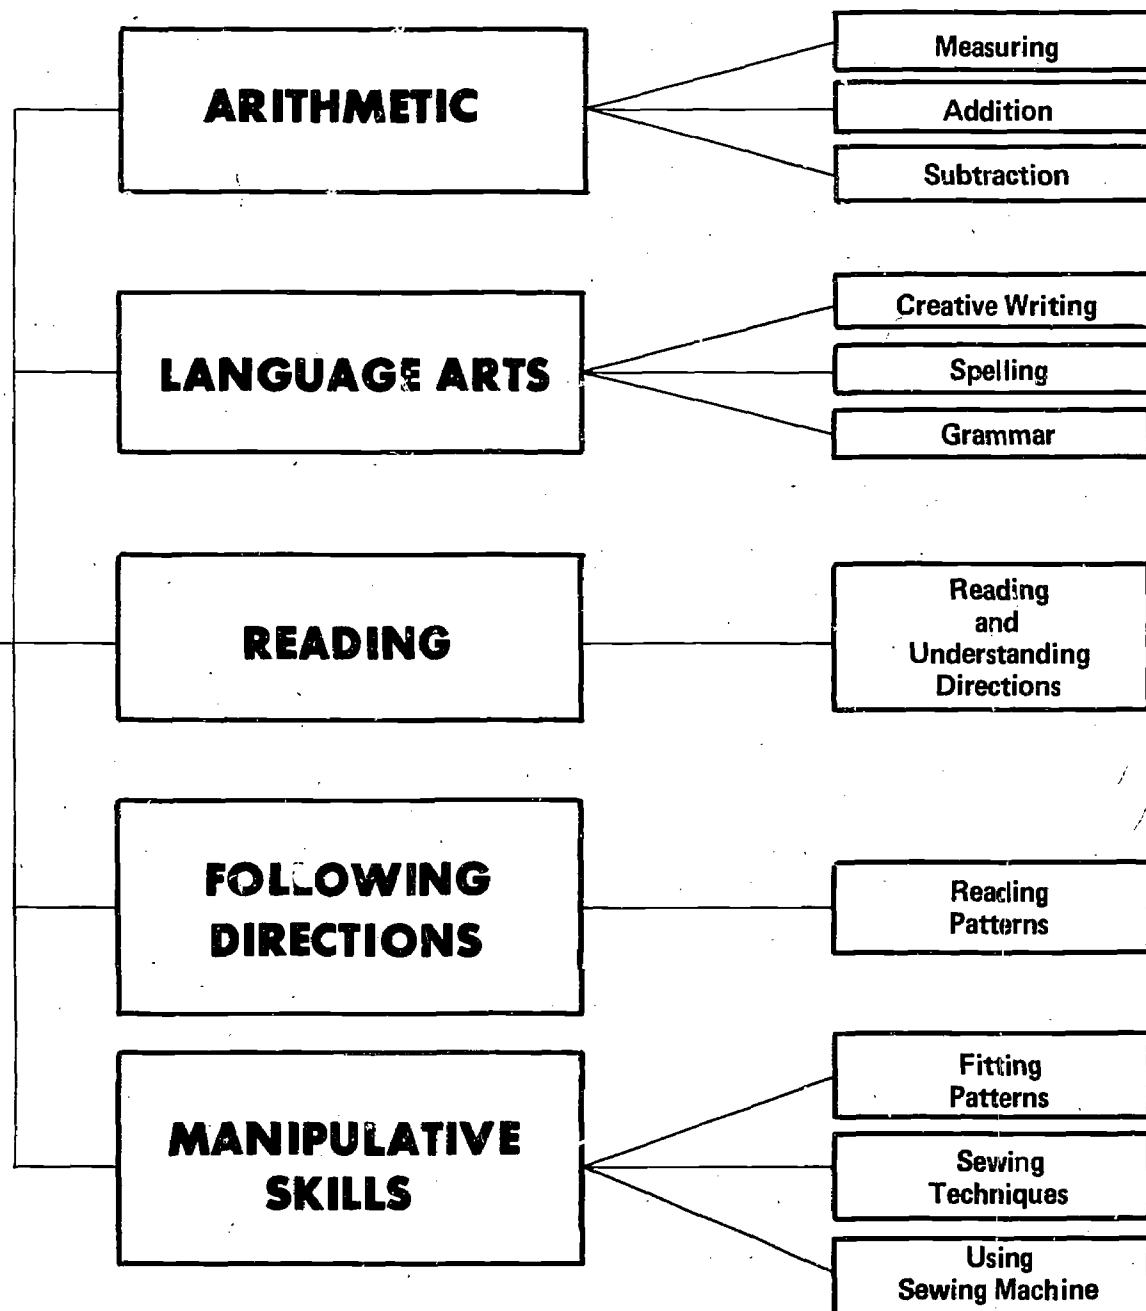 ARITHMETIC
Measuring
Addition
Subtraction
LANGUAGE ARTS
Creative Writing
Spelling
Grammar
READING
Reading
and
Understanding
Directions
FOLLOWING
DIRECTIONS
Reading
Patterns
MANIPULATIVE
SKILLS
Fitting
Patterns
Sewing
Techniques
Using
Sewing Machine